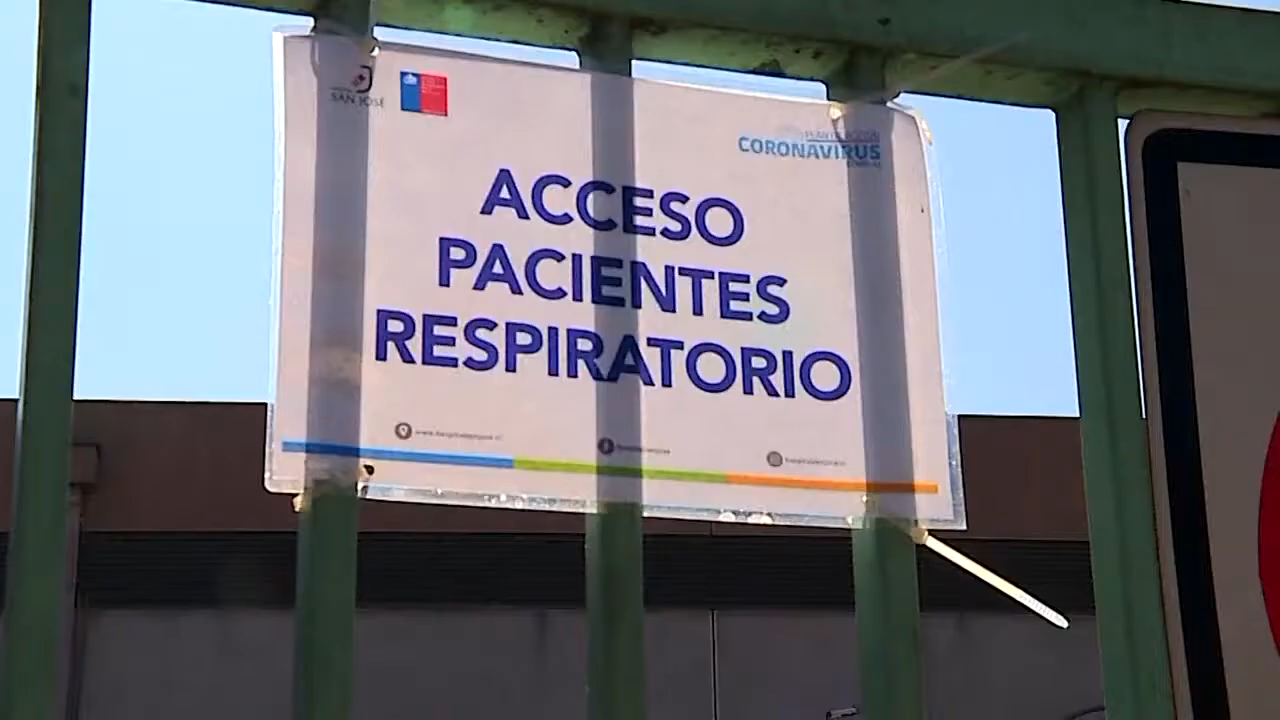 SAN JOSÉ
PLAN DE ACCIÓN
CORONAVIRUS
ACCESO
PACIENTES
RESPIRATORIO